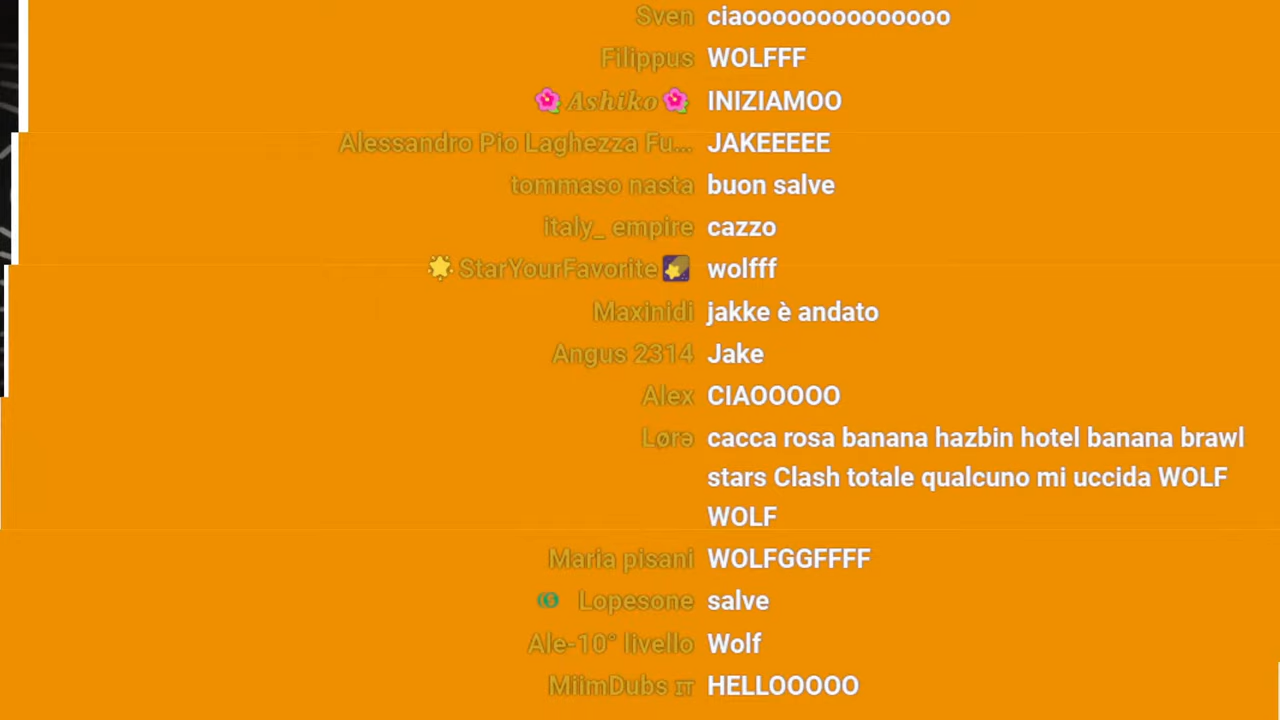 Sven ciaooooooooooooooo
Filippus WOLFFF
🌺 Ashiko 🌺 INIZIAMOO
Alessandro Pio Laghezza Fu... JAKEEEEE
tommaso nasta buon salve
italy_ empire cazzo
🌟 StarYourFavorite 🌠 wolfff
Maxinidi jakke è andato
Angus 2314 Jake
Alex CIAOOOOO
Lørə cacca rosa banana hazbin hotel banana brawl
stars Clash totale qualcuno mi uccida WOLF
WOLF
Maria pisani WOLFGGFFFF
Lopesone salve
Ale-10° livello Wolf
MiimDubs IT HELLOOOOO